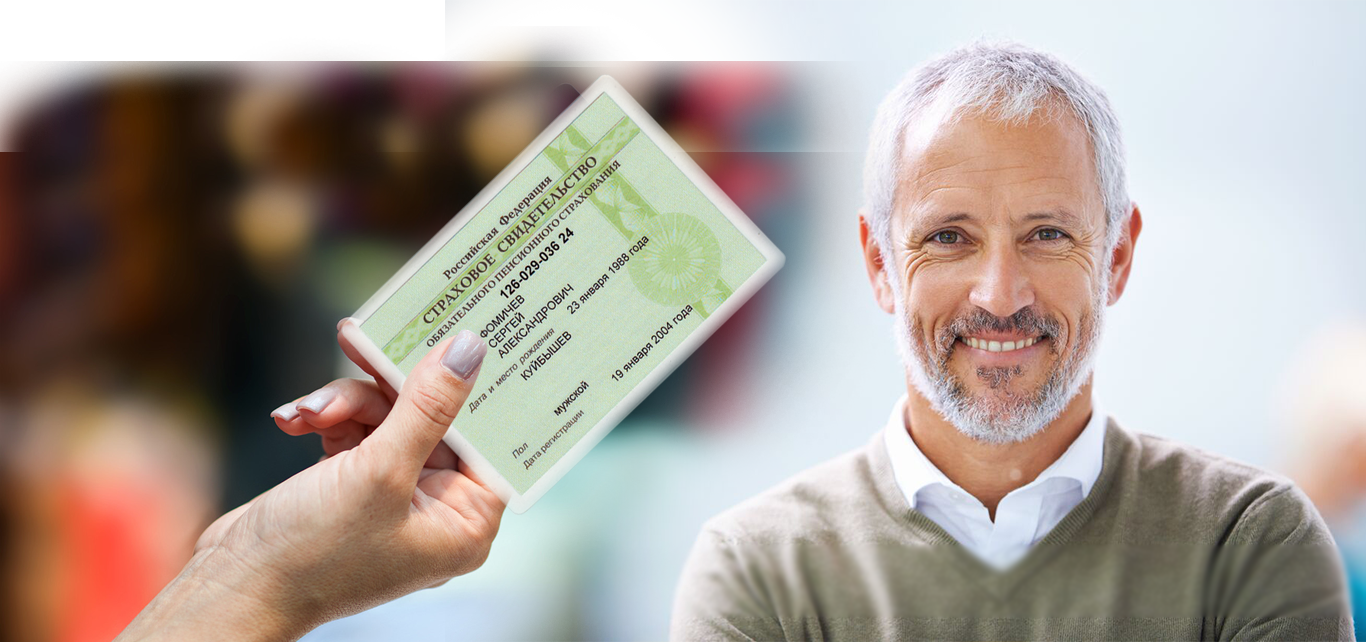 Российская Федерация
СТРАХОВОЕ СВИДЕТЕЛЬСТВО
ОБЯЗАТЕЛЬНОГО ПЕНСИОННОГО СТРАХОВАНИЯ
126-029-036 24
ФОМИЧЕВ
СЕРГЕЙ
АЛЕКСАНДРОВИЧ
Дата и место рождения 23 января 1988 года
КУЙБЫШЕВ
Пол мужской
Дата регистрации 19 января 2004 года